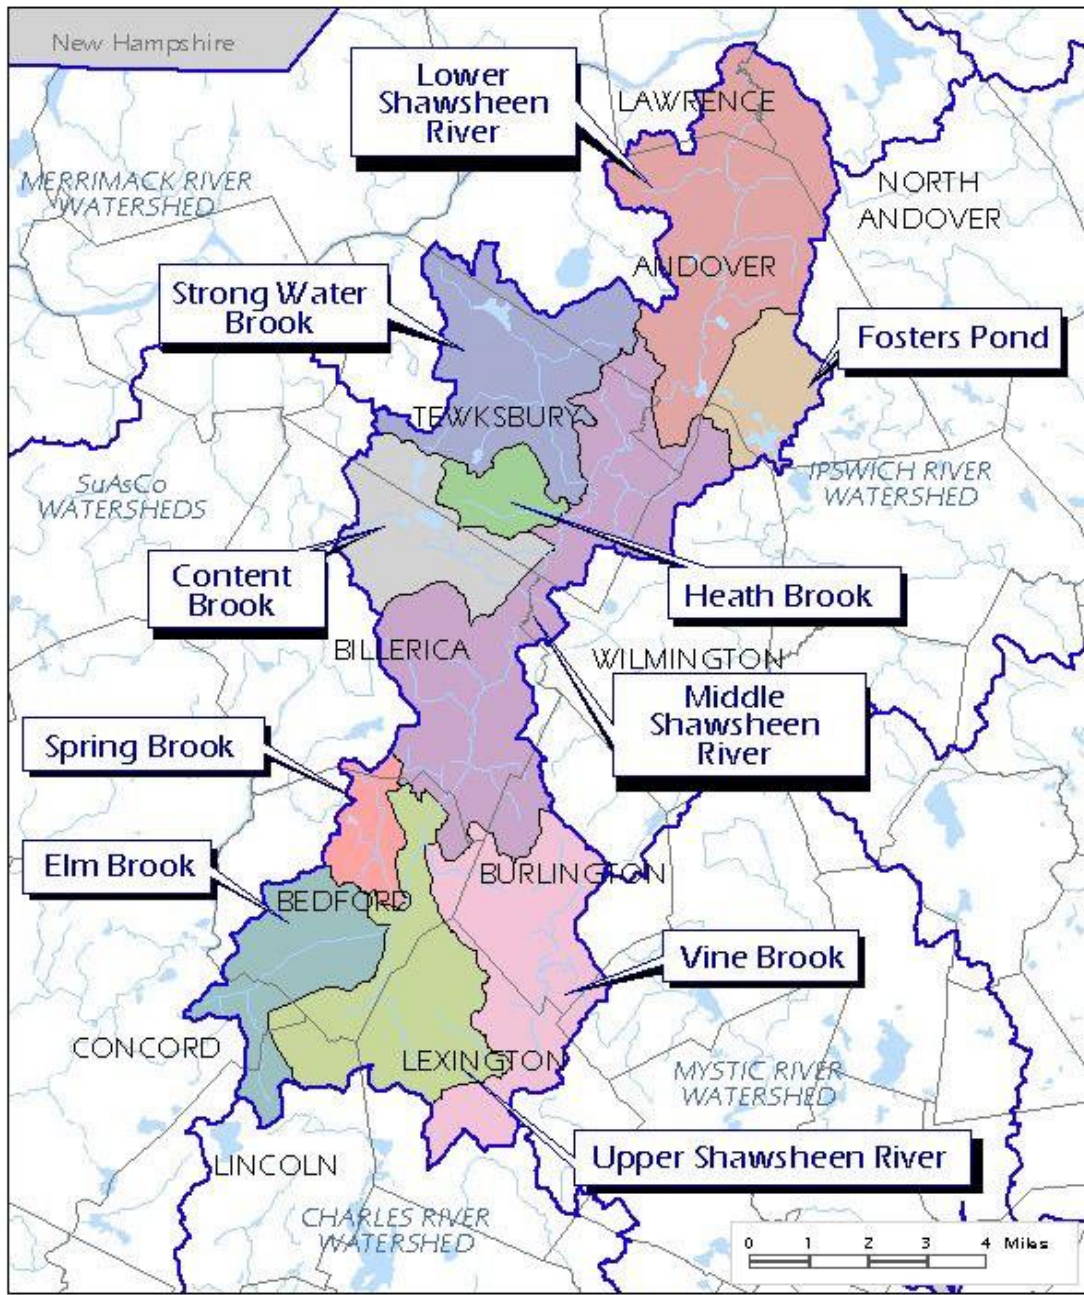 New Hampshire
Lower
Shawsheen
River
LAWRENCE
MERRIMACK RIVER
WATERSHED
NORTH
ANDOVER
ANDOVER
Strong Water
Brook
Fosters Pond
TEWKSBURY
SuAsCo
WATERSHEDS
IPSWICH RIVER
WATERSHED
Content
Brook
Heath Brook
BILLERICA
WILMINGTON
Middle
Shawsheen
River
Spring Brook
Elm Brook
BURLINGTON
BEDFORD
Vine Brook
CONCORD
LEXINGTON
MYSTIC RIVER
WATERSHED
Upper Shawsheen River
LINCOLN
CHARLES RIVER
WATERSHED
0 1 2 3 4 Miles